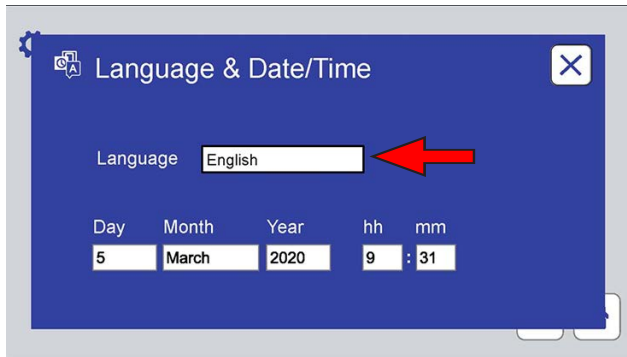 Language & Date/Time
Language English
Day Month Year hh mm
5 March 2020 9 : 31